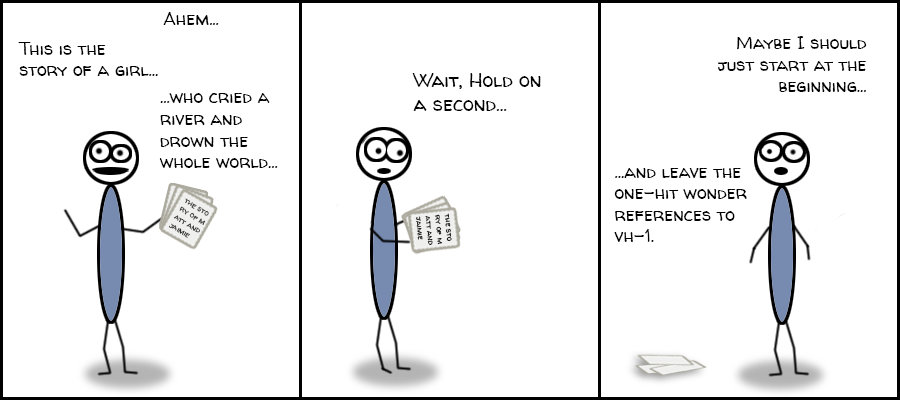 Ahem...
This is the
story of a girl...
...who cried a
river and
drown the
whole world...
THE STO
RY OF M
ATT AND
JAIMIE
Wait, Hold on
a second...
THE STO
RY OF M
ATT AND
JAIMIE
Maybe I should
just start at the
beginning...
...and leave the
one-hit wonder
references to
vh-1.